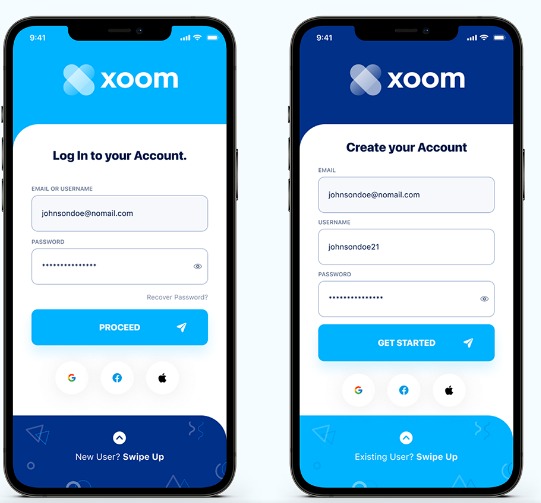 9:41
xoom
Log In to your Account.
EMAIL OR USERNAME
johnsondoe@nomail.com
PASSWORD
•••••••••••••••
Recover Password?
PROCEED
New User? Swipe Up
9:41
xoom
Create your Account
EMAIL
johnsondoe@nomail.com
USERNAME
johnsondoe21
PASSWORD
•••••••••••••••
GET STARTED
Existing User? Swipe Up